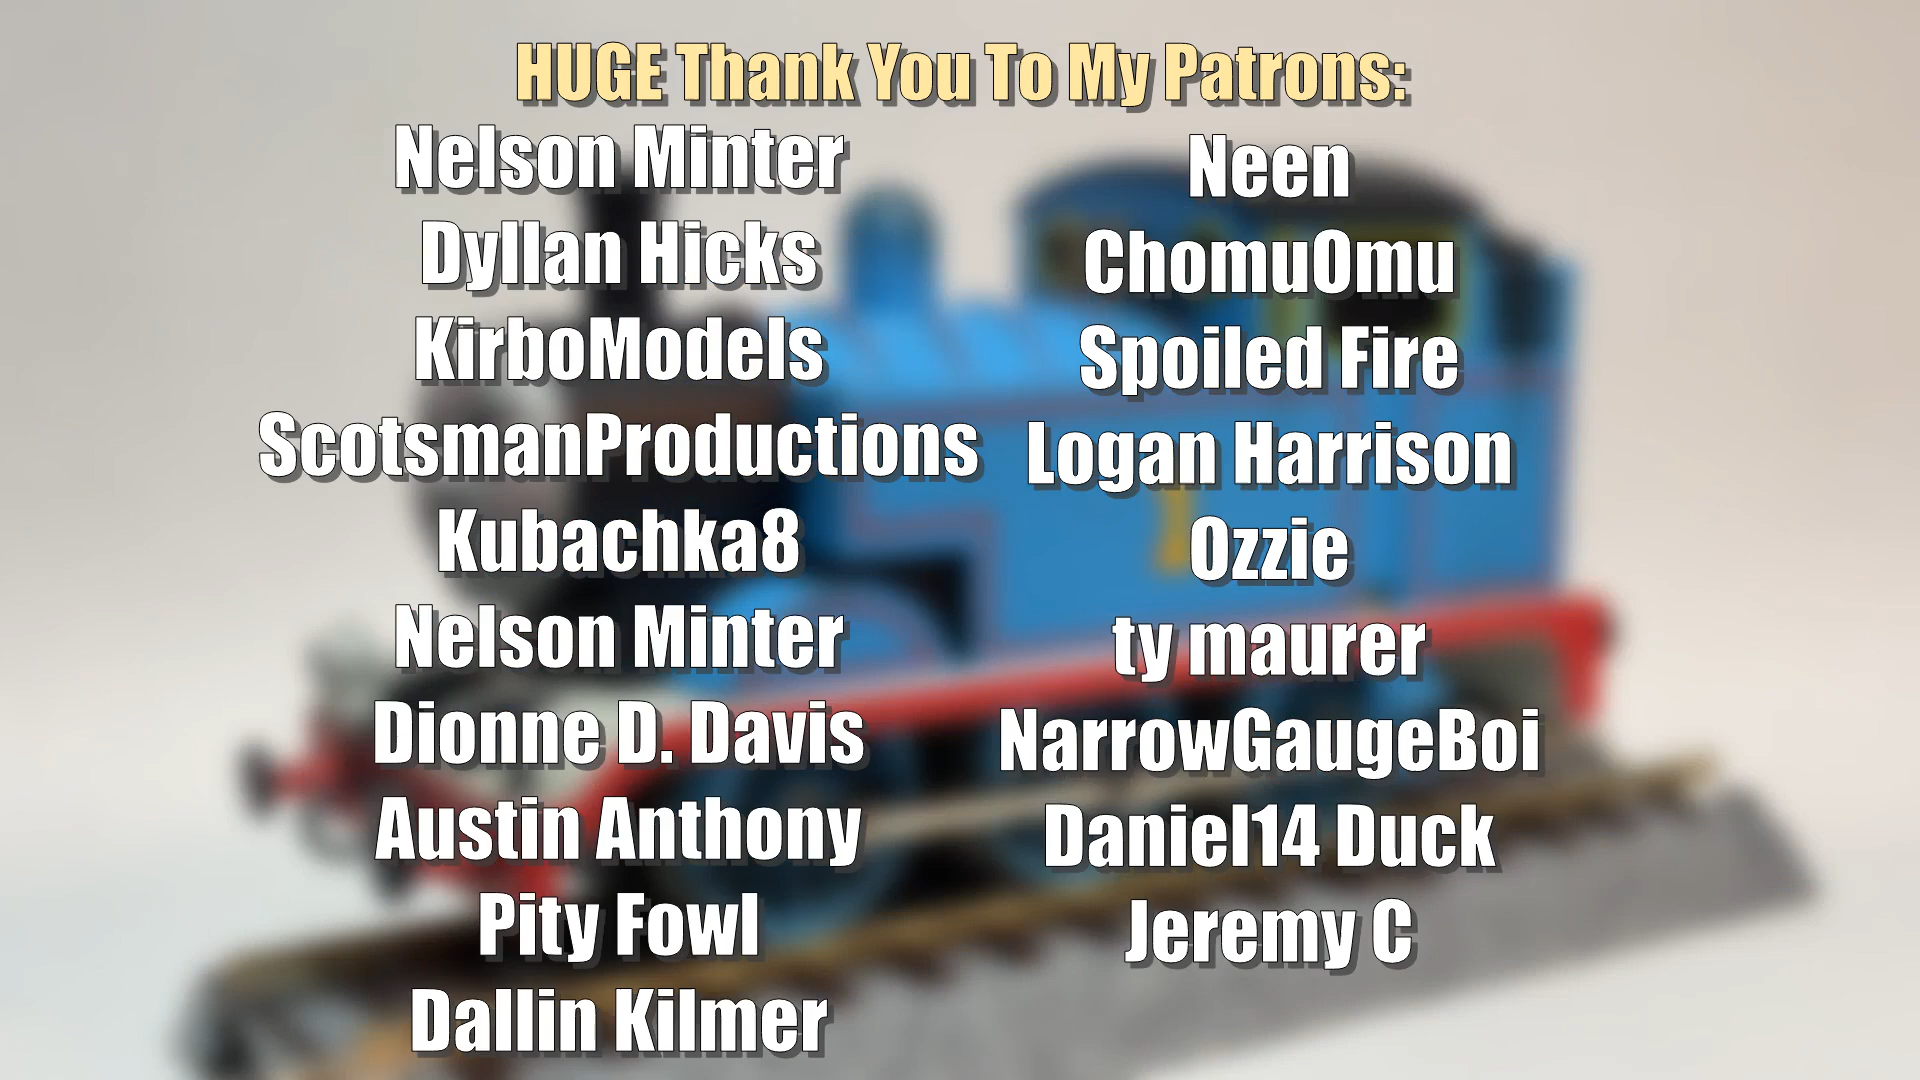 HUGE Thank You To My Patrons:
Nelson Minter
Dyllan Hicks
KirboModels
ScotsmanProductions
Kubachka8
Nelson Minter
Dionne D. Davis
Austin Anthony
Pity Fowl
Dallin Kilmer
Neen
ChomuOmu
Spoiled Fire
Logan Harrison
Ozzie
ty maurer
NarrowGaugeBoi
Daniel14 Duck
Jeremy C
1